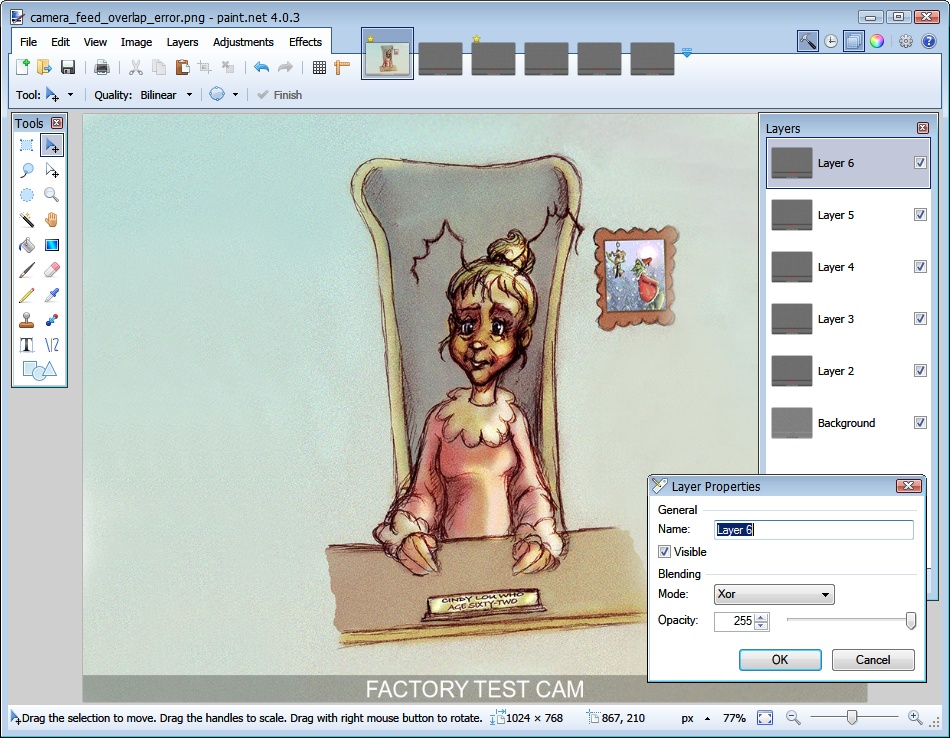 camera_feed_overlap_error.png - paint.net 4.0.3
File Edit View Image Layers Adjustments Effects
Tool: Quality: Bilinear Finish
Tools
Layers
Layer 6
Layer 5
Layer 4
Layer 3
Layer 2
Background
CINDY LOU WHO
AGE SIXTY-TWO
FACTORY TEST CAM
Layer Properties
General
Name: Layer 6
Visible
Blending
Mode: Xor
Opacity: 255
OK Cancel
Drag the selection to move. Drag the handles to scale. Drag with right mouse button to rotate. 1024 × 768 867, 210 px 77%